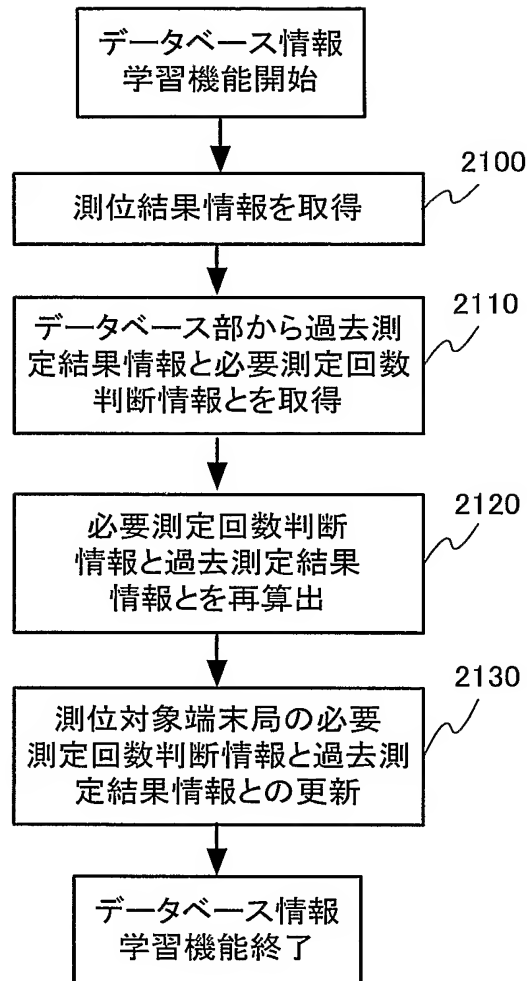 データベース情報
学習機能開始
2100
測位結果情報を取得
2110
データベース部から過去測
定結果情報と必要測定回数
判断情報とを取得
2120
必要測定回数判断
情報と過去測定結果
情報とを再算出
2130
測位対象端末局の必要
測定回数判断情報と過去測
定結果情報との更新
データベース情報
学習機能終了